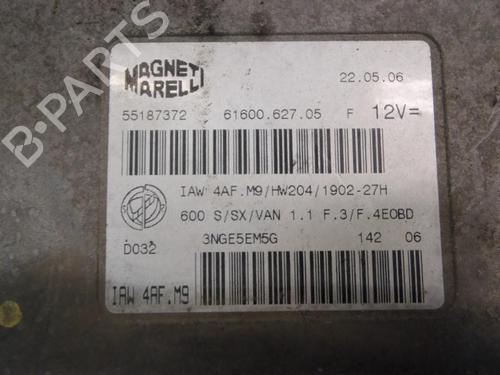 MAGNETI MARELLI
22.05.06
55187372 61600.627.05 F 12V=
IAW 4AF.M9/HW204/1902-27H
600 S/SX/VAN 1.1 F.3/F.4EOBD
D032 3NGE5EM5G 142 06
IAW 4AF.M9